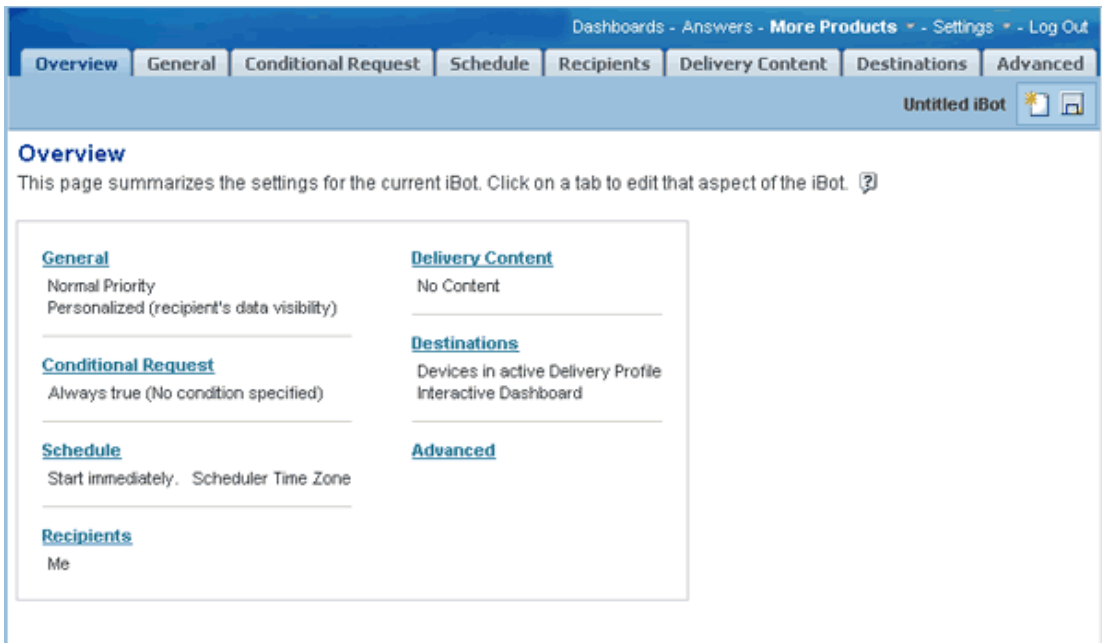 Dashboards - Answers - More Products - Settings - Log Out
Overview General Conditional Request Schedule Recipients Delivery Content Destinations Advanced
Untitled iBot
Overview
This page summarizes the settings for the current iBot. Click on a tab to edit that aspect of the iBot. ?
General
Normal Priority
Personalized (recipient's data visibility)
Conditional Request
Always true (No condition specified)
Schedule
Start immediately. Scheduler Time Zone
Recipients
Me
Delivery Content
No Content
Destinations
Devices in active Delivery Profile
Interactive Dashboard
Advanced